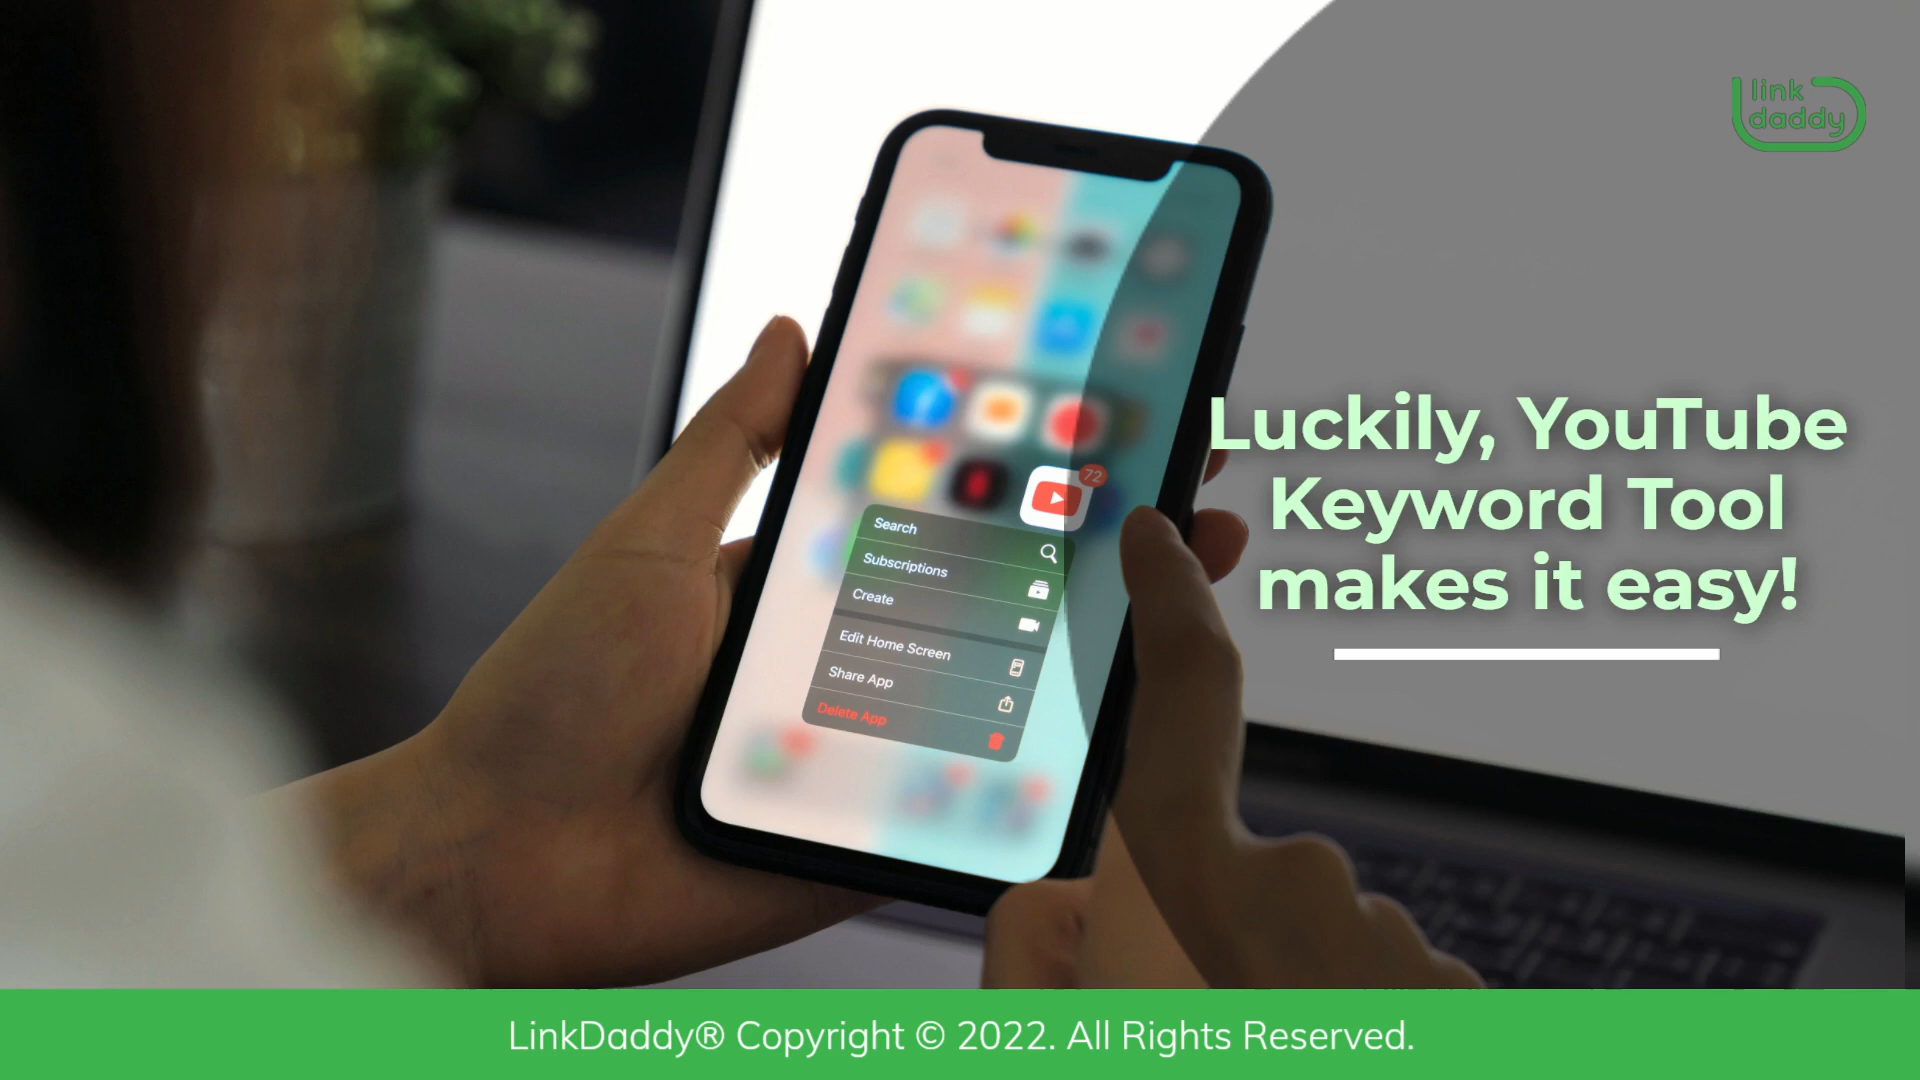 link
daddy
Luckily, YouTube
Keyword Tool
makes it easy!
72
Search
Subscriptions
Create
Edit Home Screen
Share App
Delete App
LinkDaddy® Copyright © 2022. All Rights Reserved.